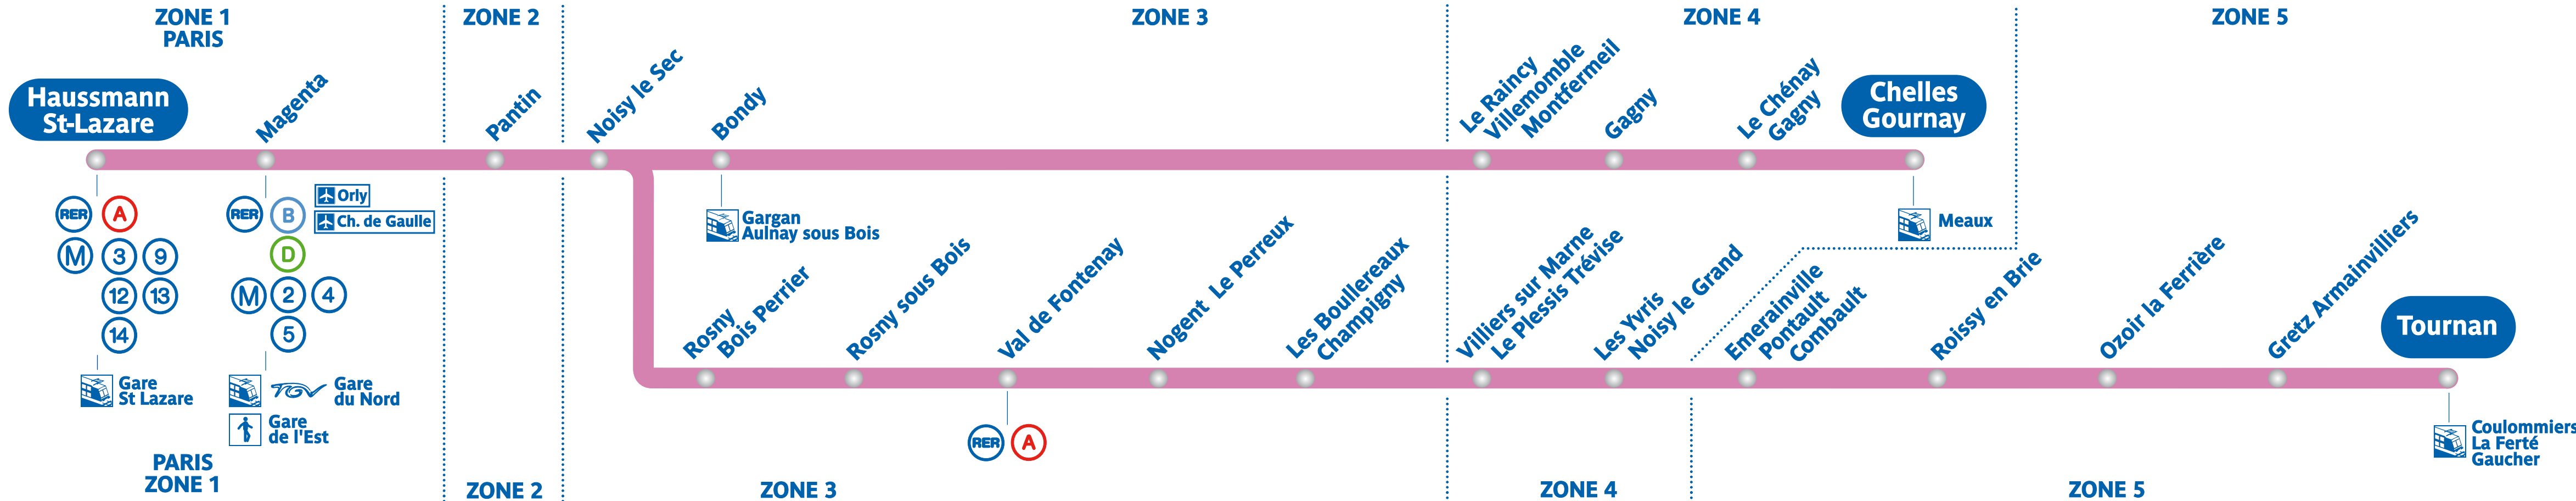 ZONE 1
PARIS
ZONE 2
ZONE 3
ZONE 4
ZONE 5
Haussmann
St-Lazare
Magenta
Pantin
Noisy le Sec
Bondy
Le Raincy
Villemomble
Montfermeil
Gagny
Le Chénay
Gagny
Chelles
Gournay
RER A
M 3 9
12 13
14
Gare
St Lazare
RER B
Orly
Ch. de Gaulle
D
M 2 4
5
TGV
Gare
du Nord
Gare
de l'Est
Gargan
Aulnay sous Bois
Meaux
Rosny
Bois Perrier
Rosny sous Bois
Val de Fontenay
Nogent Le Perreux
Les Boullereaux
Champigny
Villiers sur Marne
Le Plessis Trévise
Les Yvris
Noisy le Grand
Emerainville
Pontault
Combault
Roissy en Brie
Ozoir la Ferrière
Gretz Armainvilliers
Tournan
RER A
Coulommiers
La Ferté
Gaucher
PARIS
ZONE 1
ZONE 2
ZONE 3
ZONE 4
ZONE 5